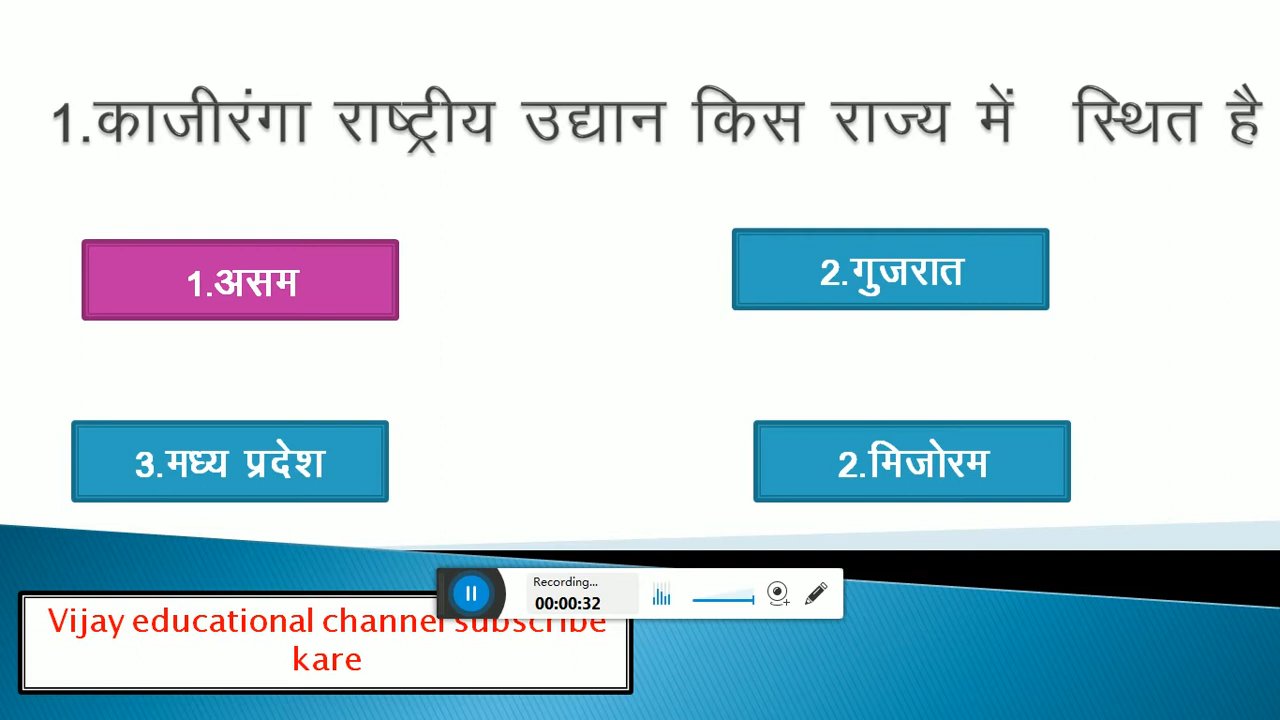 1.काजीरंगा राष्ट्रीय उद्यान किस राज्य में स्थित है
1.असम
2.गुजरात
3.मध्य प्रदेश
2.मिजोरम
Recording...
00:00:32
Vijay educational channel subscribe
kare